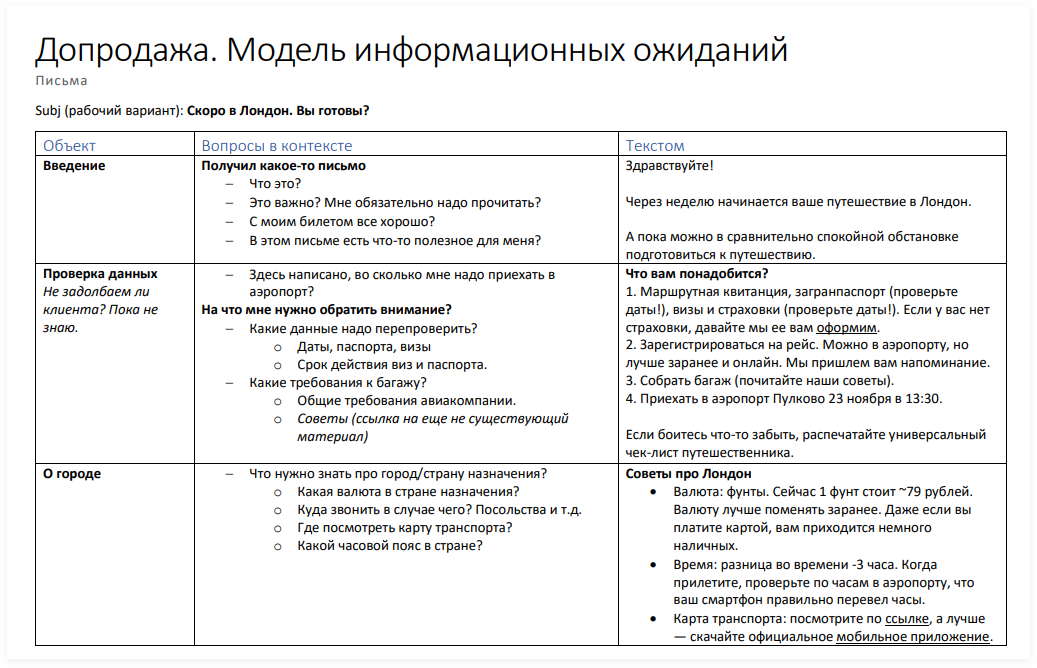 Допродажа. Модель информационных ожиданий
Письма
Subj (рабочий вариант): Скоро в Лондон. Вы готовы?
Объект
Вопросы в контексте
Текстом
Введение
Получил какое-то письмо
– Что это?
– Это важно? Мне обязательно надо прочитать?
– С моим билетом все хорошо?
– В этом письме есть что-то полезное для меня?
Здравствуйте!
Через неделю начинается ваше путешествие в Лондон.
А пока можно в сравнительно спокойной обстановке
подготовиться к путешествию.
Проверка данных
Не задолбаем ли
клиента? Пока не
знаю.
– Здесь написано, во сколько мне надо приехать в
аэропорт?
На что мне нужно обратить внимание?
– Какие данные надо перепроверить?
o Даты, паспорта, визы
o Срок действия виз и паспорта.
– Какие требования к багажу?
o Общие требования авиакомпании.
o Советы (ссылка на еще не существующий
материал)
Что вам понадобится?
1. Маршрутная квитанция, загранпаспорт (проверьте
даты!), визы и страховки (проверьте даты!). Если у вас нет
страховки, давайте мы ее вам оформим.
2. Зарегистрироваться на рейс. Можно в аэропорту, но
лучше заранее и онлайн. Мы пришлем вам напоминание.
3. Собрать багаж (почитайте наши советы).
4. Приехать в аэропорт Пулково 23 ноября в 13:30.
Если боитесь что-то забыть, распечатайте универсальный
чек-лист путешественника.
О городе
– Что нужно знать про город/страну назначения?
o Какая валюта в стране назначения?
o Куда звонить в случае чего? Посольства и т.д.
o Где посмотреть карту транспорта?
o Какой часовой пояс в стране?
Советы про Лондон
• Валюта: фунты. Сейчас 1 фунт стоит ~79 рублей.
Валюту лучше поменять заранее. Даже если вы
платите картой, вам приходится немного
наличных.
• Время: разница во времени -3 часа. Когда
прилетите, проверьте по часам в аэропорту, что
ваш смартфон правильно перевел часы.
• Карта транспорта: посмотрите по ссылке, а лучше
— скачайте официальное мобильное приложение.